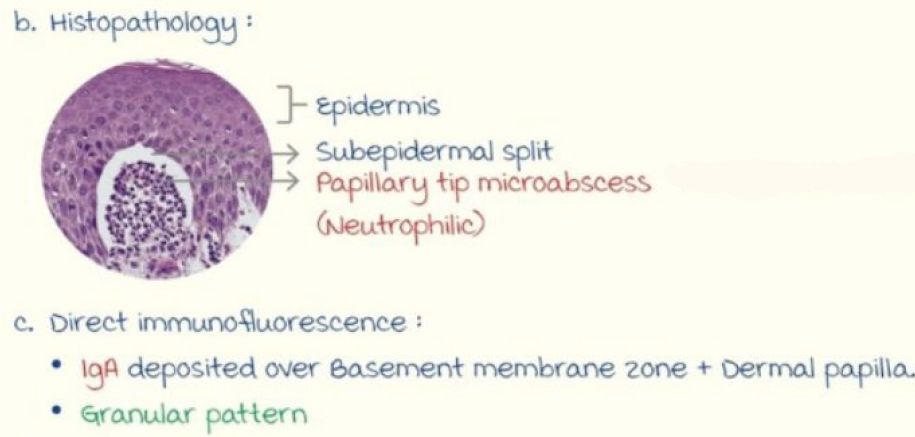 b. Histopathology :
Epidermis
Subepidermal split
Papillary tip microabscess
(Neutrophilic)
c. Direct immunofluorescence :
• IgA deposited over Basement membrane zone + Dermal papilla.
• Granular pattern